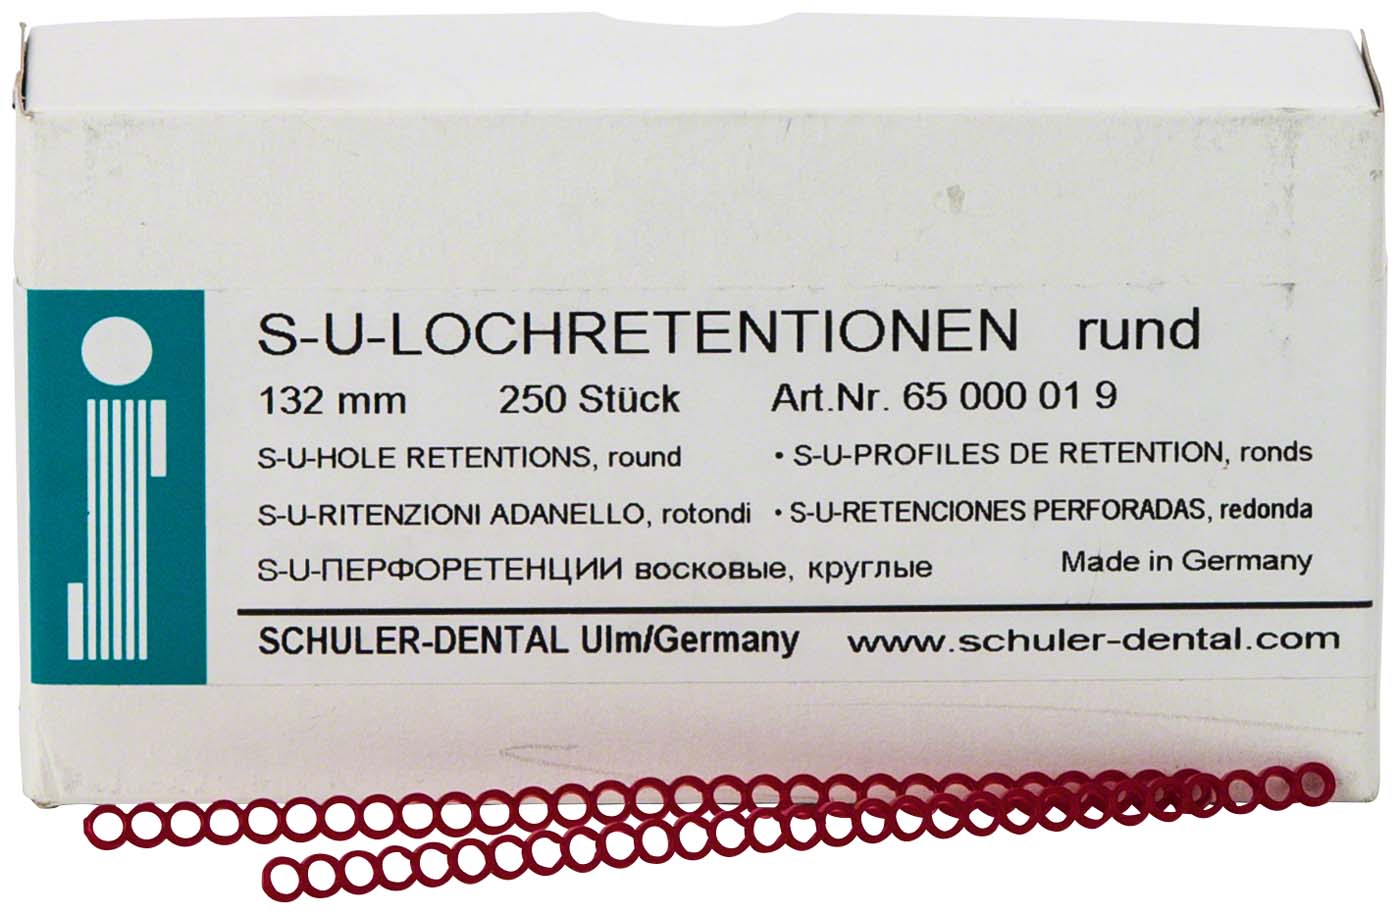 S-U-LOCHRETENTIONEN rund
132 mm 250 Stück Art.Nr. 65 000 01 9
S-U-HOLE RETENTIONS, round • S-U-PROFILES DE RETENTION, ronds
S-U-RITENZIONI ADANELLO, rotondi • S-U-RETENCIONES PERFORADAS, redonda
S-U-ПЕРФОРЕТЕНЦИИ восковые, круглые Made in Germany
SCHULER-DENTAL Ulm/Germany www.schuler-dental.com